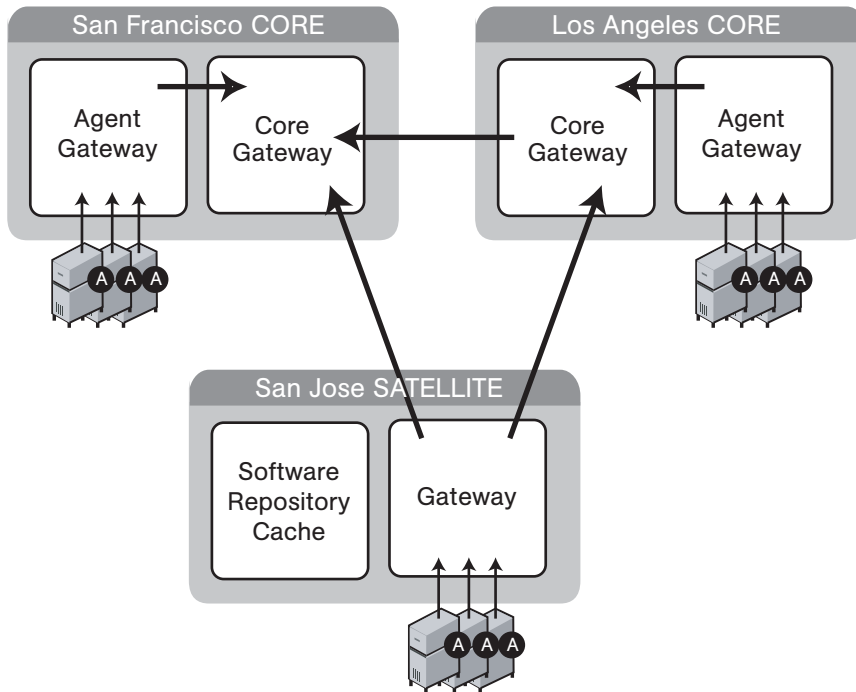 San Francisco CORE
Agent
Gateway
Core
Gateway
A A A
Los Angeles CORE
Core
Gateway
Agent
Gateway
A A A
San Jose SATELLITE
Software
Repository
Cache
Gateway
A A A